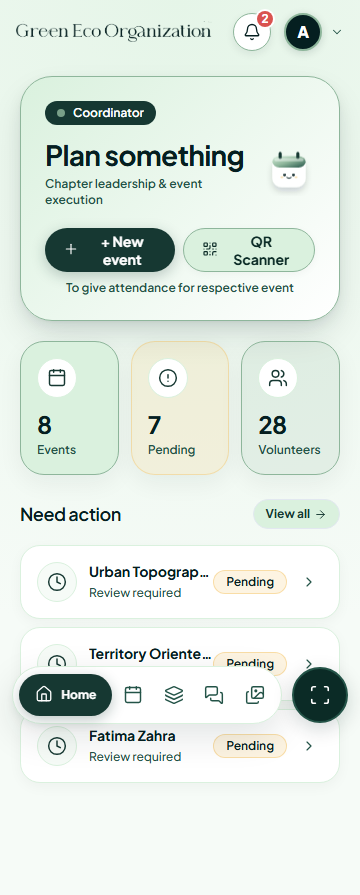 Green Eco Organization
2
A
Coordinator
Plan something
Chapter leadership & event
execution
+ New
event
QR
Scanner
To give attendance for respective event
8
Events
7
Pending
28
Volunteers
Need action
View all →
Urban Topograp...
Pending
Review required
Territory Oriente...
Pending
Home
Fatima Zahra
Pending
Review required